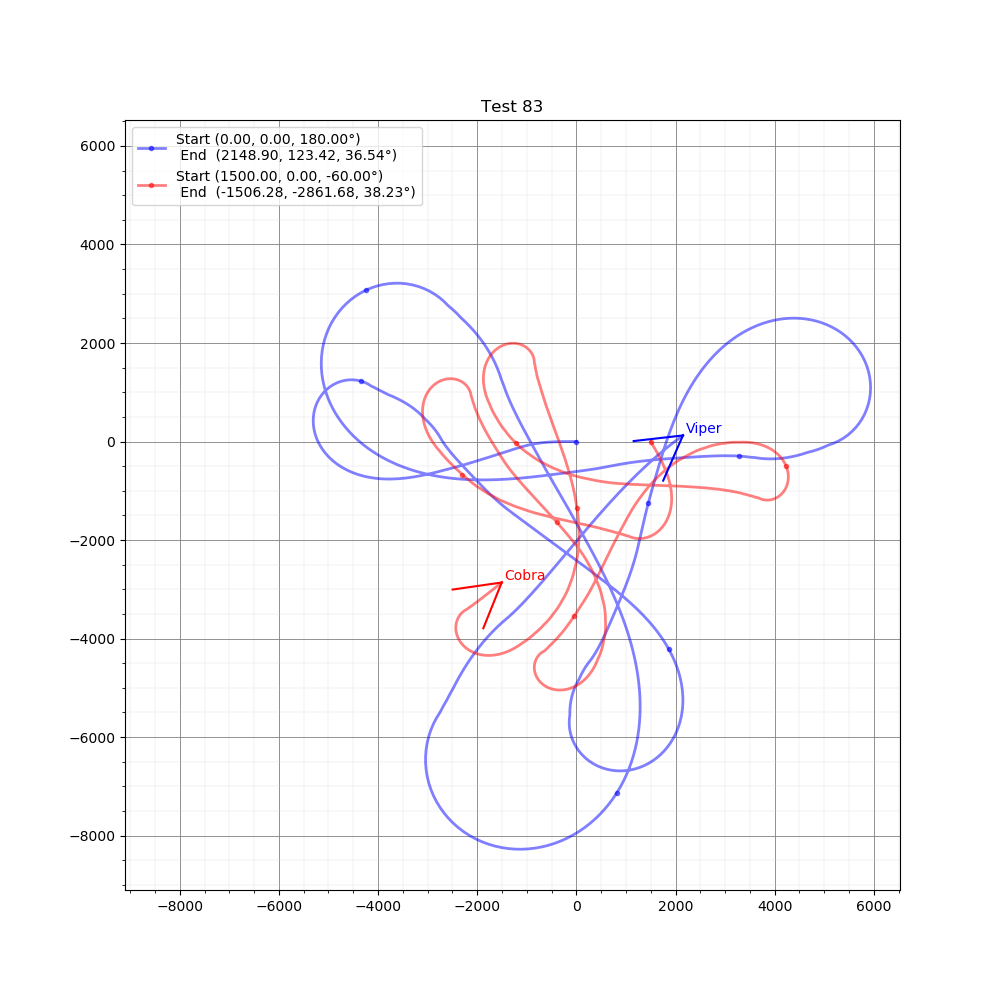 Test 83
Start (0.00, 0.00, 180.00°)
End (2148.90, 123.42, 36.54°)
Start (1500.00, 0.00, -60.00°)
End (-1506.28, -2861.68, 38.23°)
6000
4000
2000
0
−2000
−4000
−6000
−8000
Viper
Cobra
−8000 −6000 −4000 −2000 0 2000 4000 6000